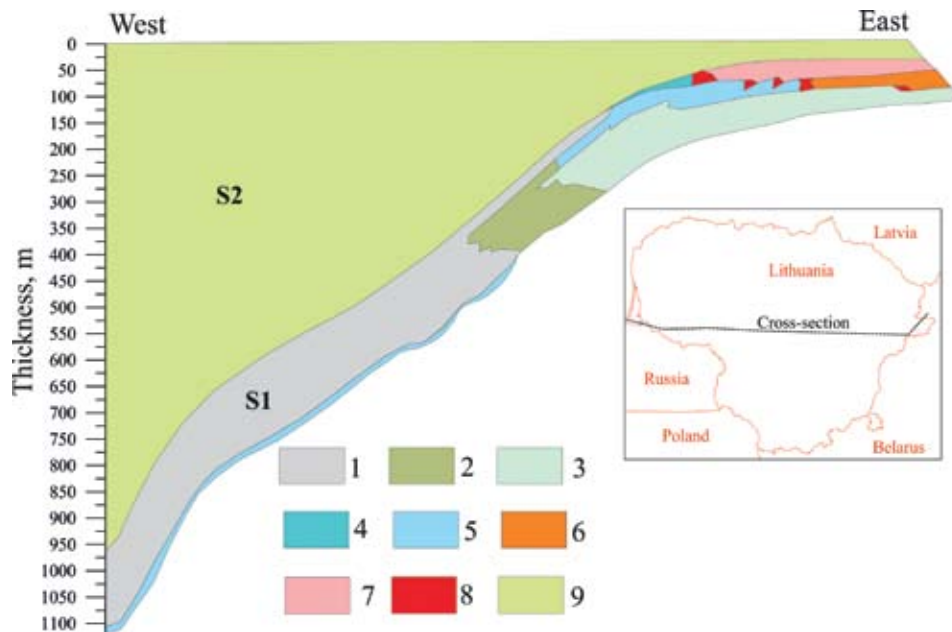 West
East
0
50
100
150
200
250
300
350
400
450
500
550
600
650
700
750
800
850
900
950
1000
1050
1100
Thickness, m
S2
S1
Latvia
Lithuania
Cross-section
Russia
Poland
Belarus
1 2 3
4 5 6
7 8 9